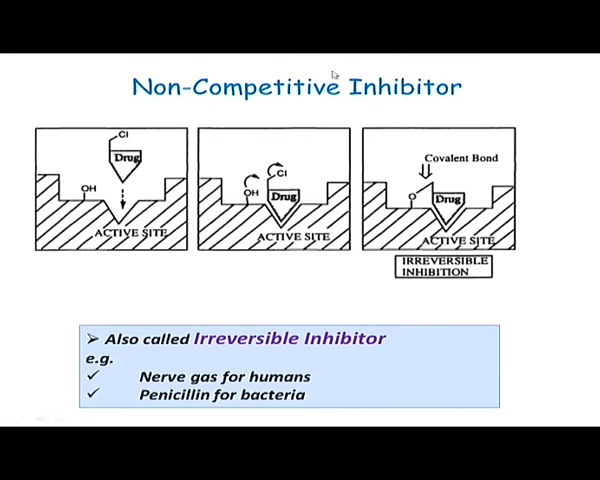 Non-Competitive Inhibitor
Cl
Drug
OH
ACTIVE SITE
Cl
OH
Drug
ACTIVE SITE
Covalent Bond
O
Drug
ACTIVE SITE
IRREVERSIBLE
INHIBITION
➢ Also called Irreversible Inhibitor
e.g.
✓ Nerve gas for humans
✓ Penicillin for bacteria